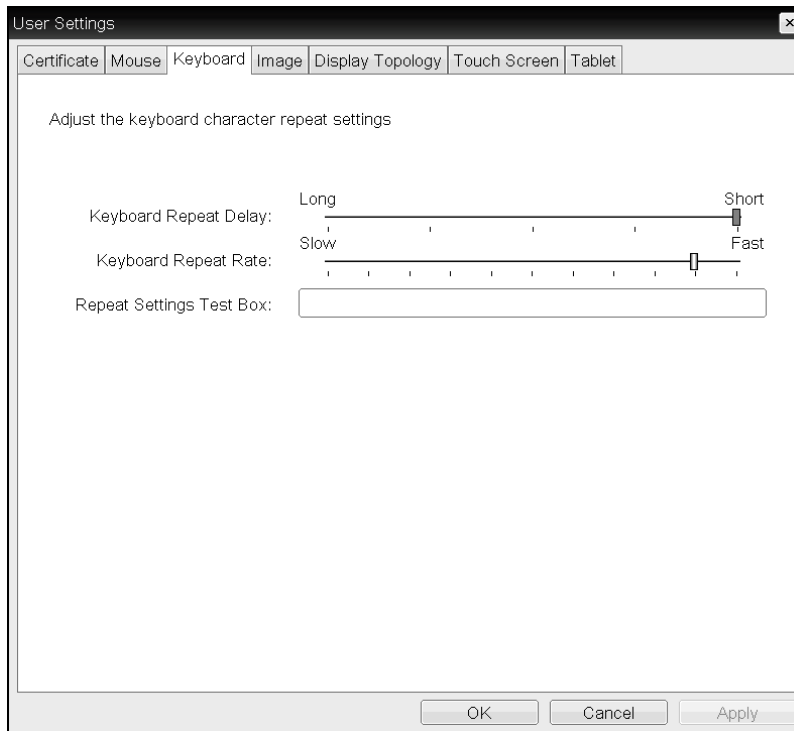 User Settings
Certificate Mouse Keyboard Image Display Topology Touch Screen Tablet
Adjust the keyboard character repeat settings
Long Short
Keyboard Repeat Delay:
Slow Fast
Keyboard Repeat Rate:
Repeat Settings Test Box:
OK Cancel Apply